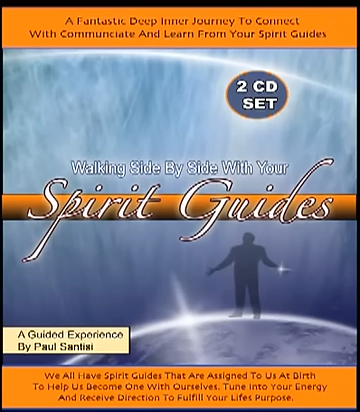 A Fantastic Deep Inner Journey To Connect
With Communciate And Learn From Your Spirit Guides
2 CD
SET
Walking Side By Side With Your
Spirit Guides
A Guided Experience
By Paul Santisi
We All Have Spirit Guides That Are Assigned To Us At Birth
To Help Us Become One With Ourselves, Tune Into Your Energy
And Receive Direction To Fulfill Your Lifes Purpose.